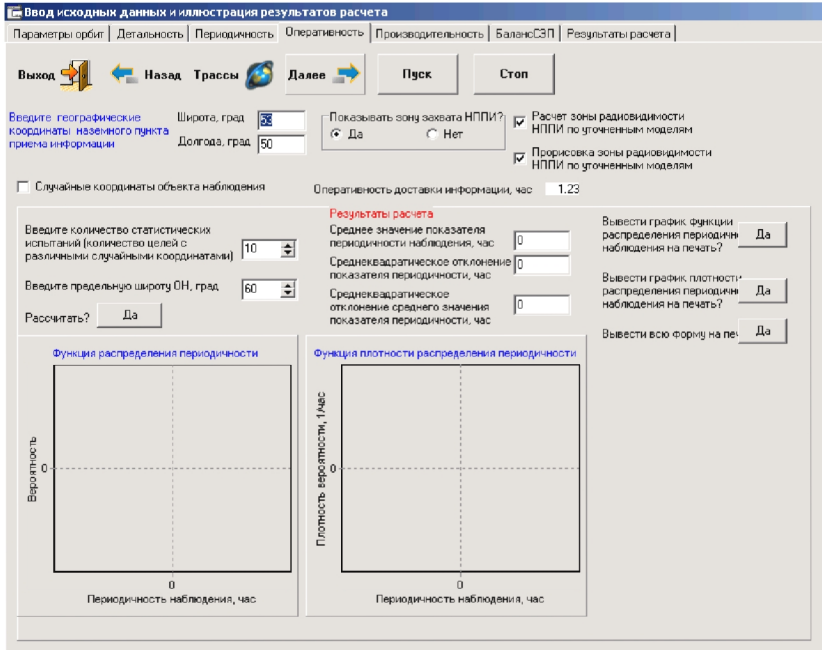 Ввод исходных данных и иллюстрация результатов расчета
Параметры орбит Детальность Периодичность Оперативность Производительность БалансСЭП Результаты расчета
Выход Назад Трассы Далее Пуск Стоп
Введите географические
координаты наземного пункта
приема информации
Широта, град 53
Долгода, град 50
Показывать зону захвата НППИ?
Да Нет
Расчет зоны радиовидимости
НППИ по уточненным моделям
Прорисовка зоны радиовидимости
НППИ по уточненным моделям
Случайные координаты объекта наблюдения
Оперативность доставки информации, час 1.23
Введите количество статистических
испытаний (количество целей с
различными случайными координатами) 10
Введите предельную широту ОН, град 60
Рассчитать? Да
Результаты расчета
Среднее значение показателя
периодичности наблюдения, час 0
Среднеквадратическое отклонение
показателя периодичности, час 0
Среднеквадратическое
отклонение среднего значения
показателя периодичности, час 0
Вывести график функции
распределения периодичн
наблюдения на печать? Да
Вывести график плотности
распределения периодичн
наблюдения на печать? Да
Вывести всю форму на печ Да
Функция распределения периодичности
Вероятность
0
0
Периодичность наблюдения, час
Функция плотности распределения периодичности
Плотность вероятности, 1/час
0
0
Периодичность наблюдения, час